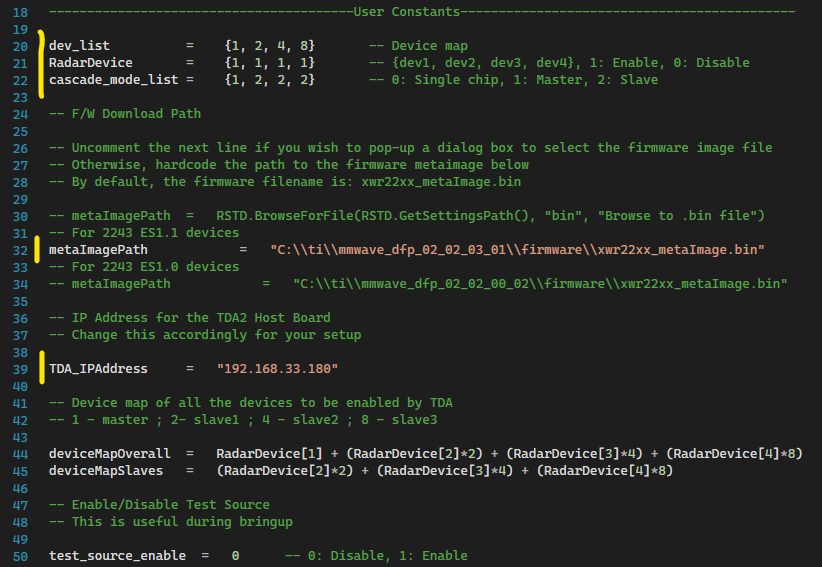 18 ----------------------------------------User Constants--------------------------------------------
19
20 dev_list          =    {1, 2, 4, 8}       -- Device map
21 RadarDevice       =    {1, 1, 1, 1}       -- {dev1, dev2, dev3, dev4}, 1: Enable, 0: Disable
22 cascade_mode_list =    {1, 2, 2, 2}       -- 0: Single chip, 1: Master, 2: Slave
23
24 -- F/W Download Path
25
26 -- Uncomment the next line if you wish to pop-up a dialog box to select the firmware image file
27 -- Otherwise, hardcode the path to the firmware metaimage below
28 -- By default, the firmware filename is: xwr22xx_metaImage.bin
29
30 -- metaImagePath  =   RSTD.BrowseForFile(RSTD.GetSettingsPath(), "bin", "Browse to .bin file")
31 -- For 2243 ES1.1 devices
32 metaImagePath            =   "C:\\ti\\mmwave_dfp_02_02_03_01\\firmware\\xwr22xx_metaImage.bin"
33 -- For 2243 ES1.0 devices
34 -- metaImagePath            =   "C:\\ti\\mmwave_dfp_02_02_00_02\\firmware\\xwr22xx_metaImage.bin"
35
36 -- IP Address for the TDA2 Host Board
37 -- Change this accordingly for your setup
38
39 TDA_IPAddress     =   "192.168.33.180"
40
41 -- Device map of all the devices to be enabled by TDA
42 -- 1 - master ; 2- slave1 ; 4 - slave2 ; 8 - slave3
43
44 deviceMapOverall  =   RadarDevice[1] + (RadarDevice[2]*2) + (RadarDevice[3]*4) + (RadarDevice[4]*8)
45 deviceMapSlaves   =   (RadarDevice[2]*2) + (RadarDevice[3]*4) + (RadarDevice[4]*8)
46
47 -- Enable/Disable Test Source
48 -- This is useful during bringup
49
50 test_source_enable  =   0      -- 0: Disable, 1: Enable